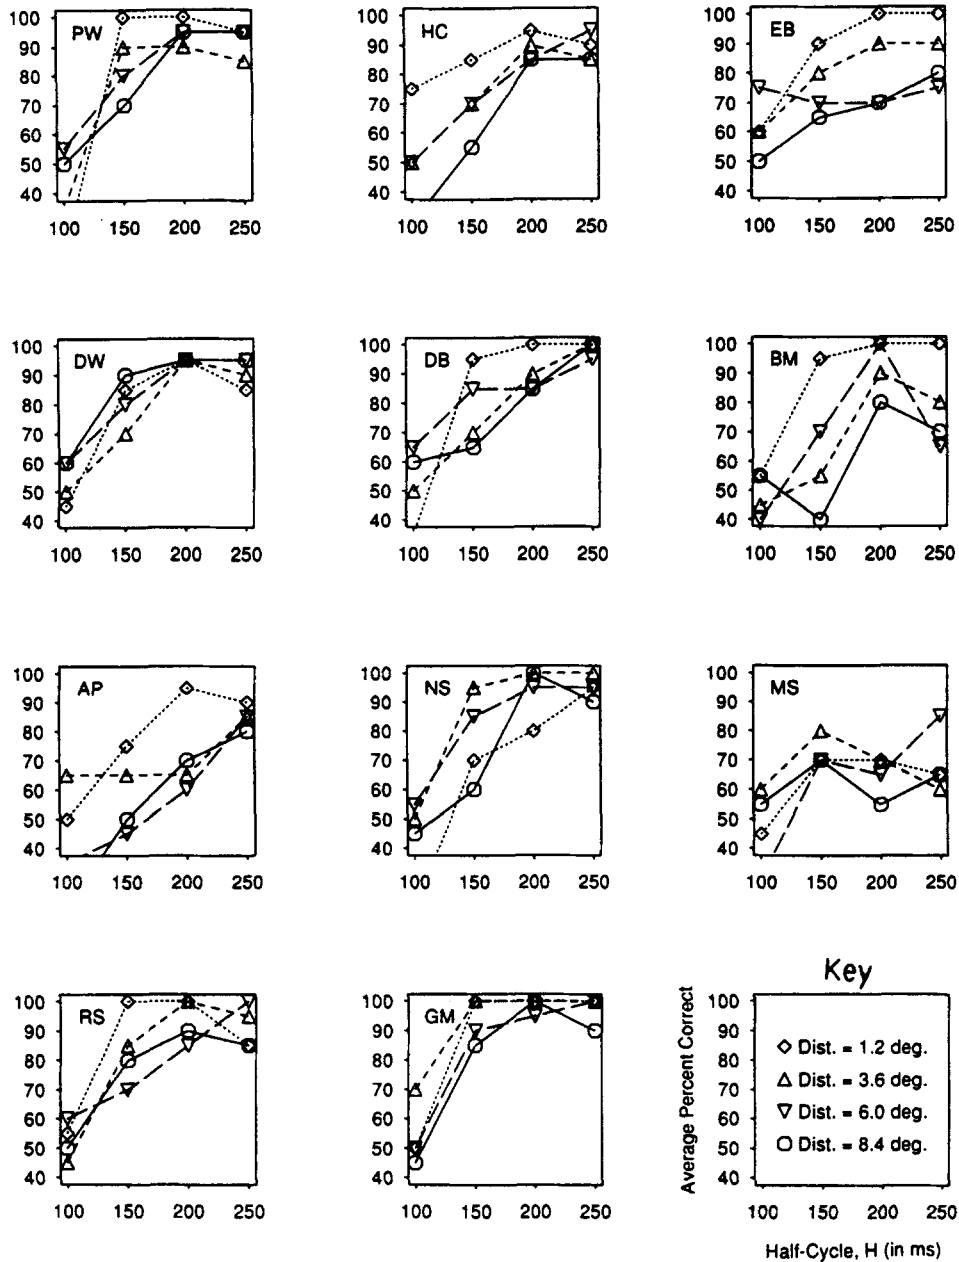 PW
100
90
80
70
60
50
40
100 150 200 250
HC
100
90
80
70
60
50
40
100 150 200 250
EB
100
90
80
70
60
50
40
100 150 200 250
DW
100
90
80
70
60
50
40
100 150 200 250
DB
100
90
80
70
60
50
40
100 150 200 250
BM
100
90
80
70
60
50
40
100 150 200 250
AP
100
90
80
70
60
50
40
100 150 200 250
NS
100
90
80
70
60
50
40
100 150 200 250
MS
100
90
80
70
60
50
40
100 150 200 250
RS
100
90
80
70
60
50
40
100 150 200 250
GM
100
90
80
70
60
50
40
100 150 200 250
Key
Average Percent Correct
100
90
80
70
60
50
40
Dist. = 1.2 deg.
Dist. = 3.6 deg.
Dist. = 6.0 deg.
Dist. = 8.4 deg.
100 150 200 250
Half-Cycle, H (in ms)